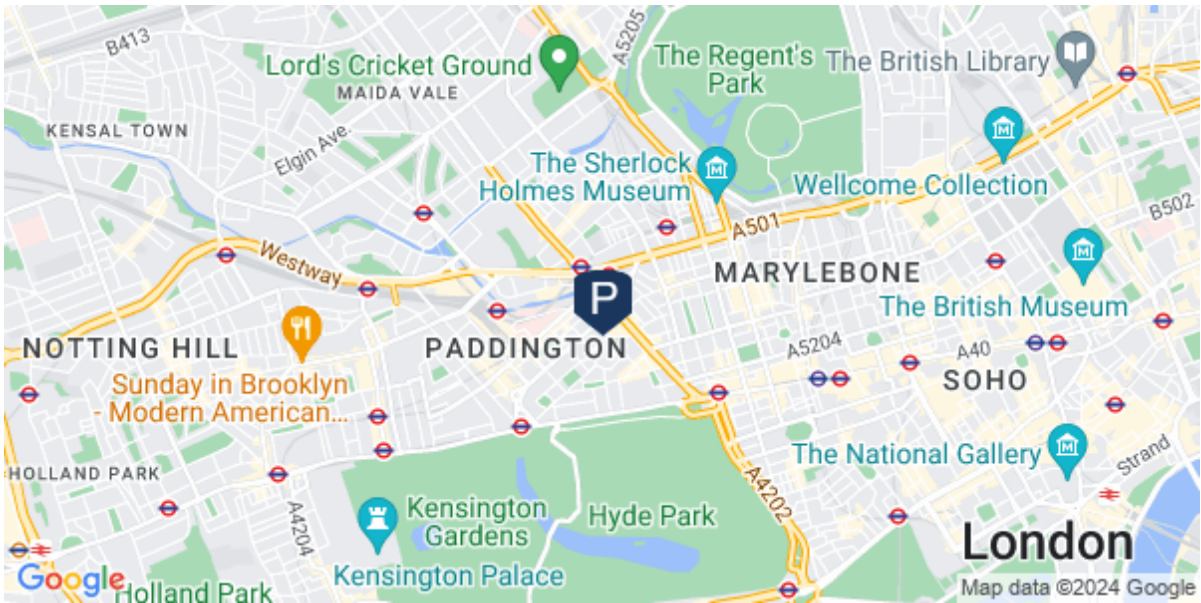 B413
A5205
Lord's Cricket Ground
MAIDA VALE
The Regent's
Park
The British Library
KENSAL TOWN
Elgin Ave.
The Sherlock
Holmes Museum
Wellcome Collection
B502
A501
Westway
MARYLEBONE
P
The British Museum
NOTTING HILL
PADDINGTON
A5204
A40
SOHO
Sunday in Brooklyn
- Modern American...
The National Gallery
Strand
HOLLAND PARK
A4202
A4204
Kensington
Gardens
Hyde Park
London
Kensington Palace
Google
Holland Park
Map data ©2024 Google